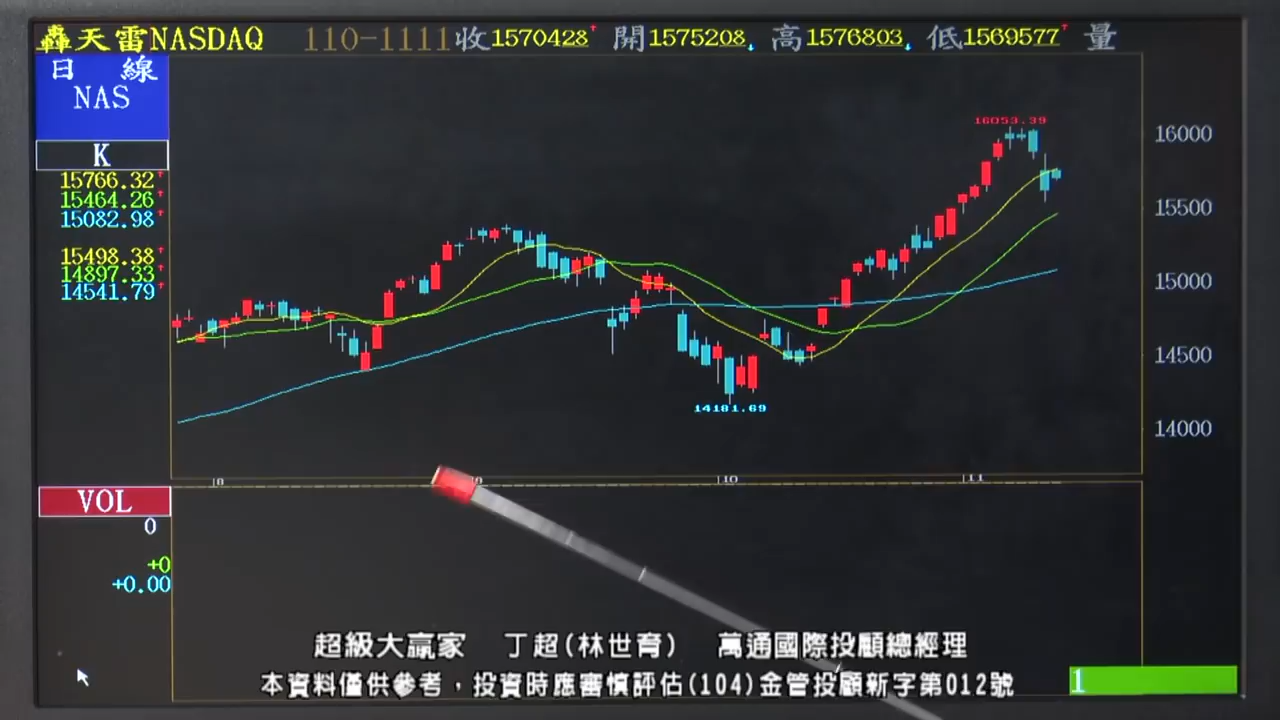 轟天雷NASDAQ 110-1111收1570428↑ 開1575208↓ 高1576803↓ 低1569577↑ 量
日 線
NAS
K
15766.32↑
15464.26↑
15082.98↑
15498.38↑
14897.33↑
14541.79↑
16053.39
16000
15500
15000
14500
14000
14181.69
8 9 10 11
VOL
0
+0
+0.00
超級大贏家 丁超(林世育) 萬通國際投顧總經理
本資料僅供參考，投資時應審慎評估(104)金管投顧新字第012號
1